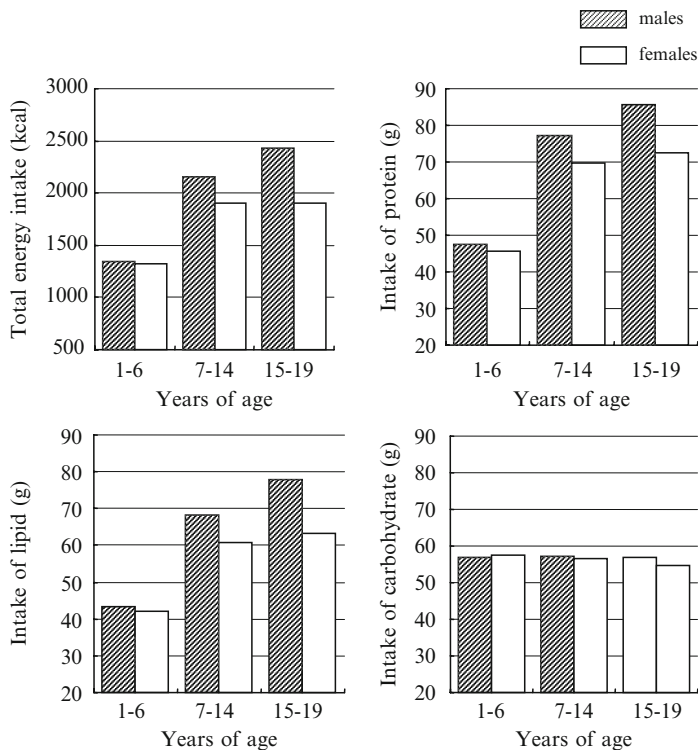 males
females
Total energy intake (kcal)
3000
2500
2000
1500
1000
500
1-6 7-14 15-19
Years of age
Intake of protein (g)
90
80
70
60
50
40
30
20
1-6 7-14 15-19
Years of age
Intake of lipid (g)
90
80
70
60
50
40
30
20
1-6 7-14 15-19
Years of age
Intake of carbohydrate (g)
90
80
70
60
50
40
30
20
1-6 7-14 15-19
Years of age